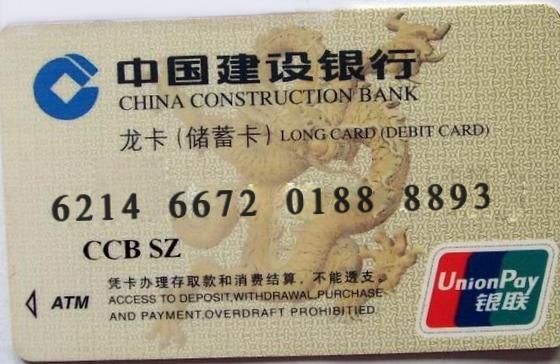 中国建设银行
CHINA CONSTRUCTION BANK
龙卡(储蓄卡) LONG CARD (DEBIT CARD)
6214 6672 0188 8893
CCB SZ
凭卡办理存取款和消费结算，不能透支。
ATM ACCESS TO DEPOSIT,WITHDRAWAL,PURCHASE
AND PAYMENT,OVERDRAFT PROHIBITIED.
UnionPay
银联